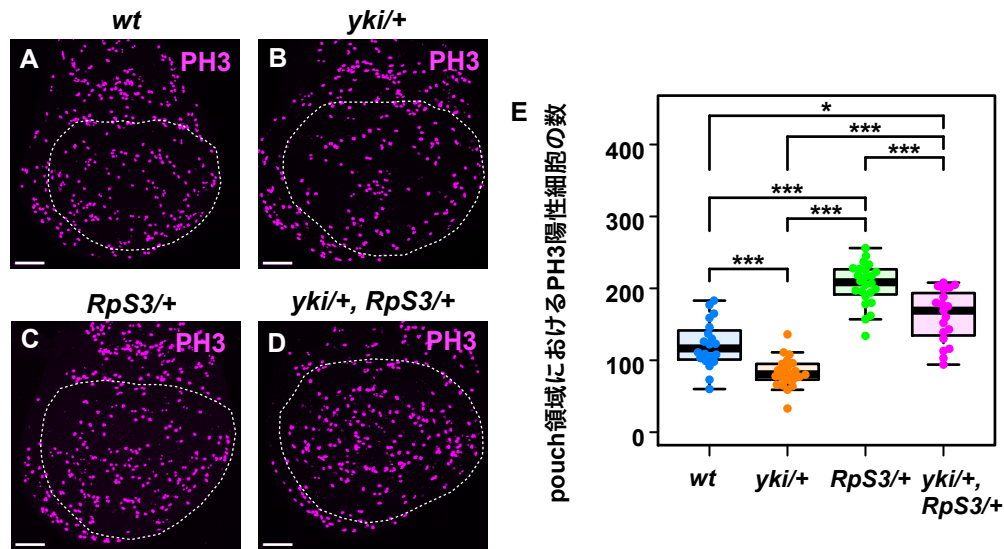 wt
yki/+
A
PH3
B
PH3
RpS3/+
yki/+, RpS3/+
C
PH3
D
PH3
E
pouch領域におけるPH3陽性細胞の数
400
300
200
100
0
*
***
***
***
***
***
wt
yki/+
RpS3/+
yki/+,
RpS3/+